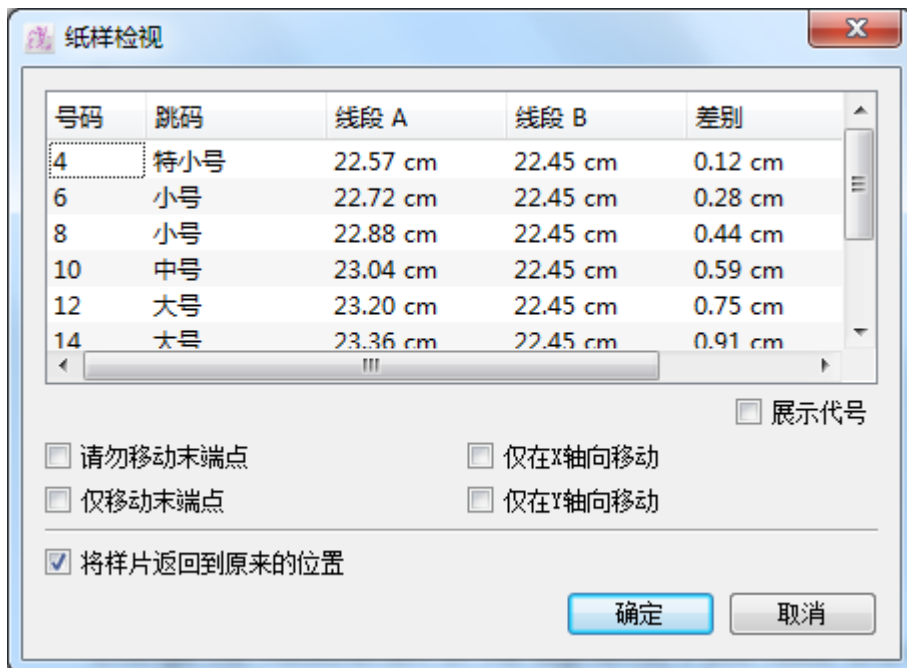 纸样检视
号码 跳码 线段 A 线段 B 差别
4 特小号 22.57 cm 22.45 cm 0.12 cm
6 小号 22.72 cm 22.45 cm 0.28 cm
8 小号 22.88 cm 22.45 cm 0.44 cm
10 中号 23.04 cm 22.45 cm 0.59 cm
12 大号 23.20 cm 22.45 cm 0.75 cm
14 大号 23.36 cm 22.45 cm 0.91 cm
展示代号
请勿移动末端点 仅在X轴向移动
仅移动末端点 仅在Y轴向移动
将样片返回到原来的位置
确定 取消